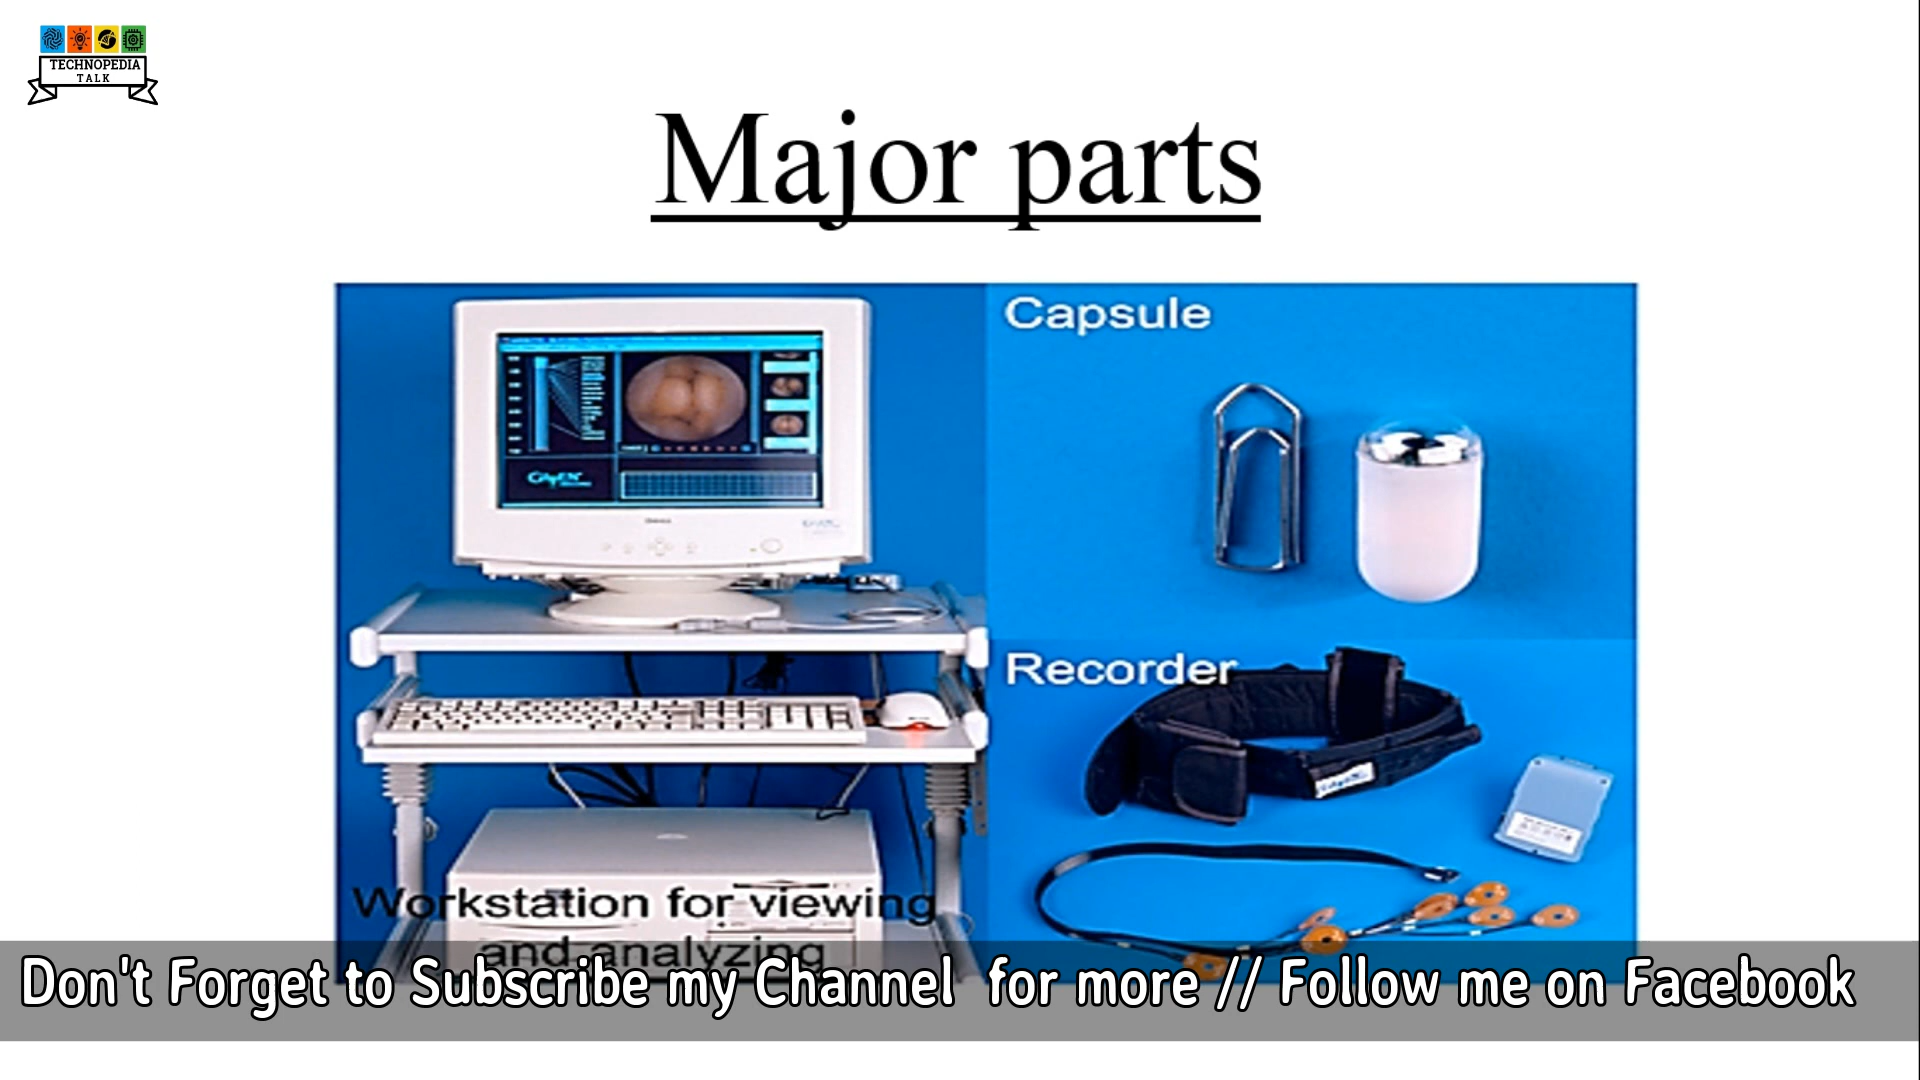 TECHNOPEDIA
TALK
Major parts
Capsule
Recorder
Workstation for viewing
and analyzing
Don't Forget to Subscribe my Channel for more // Follow me on Facebook